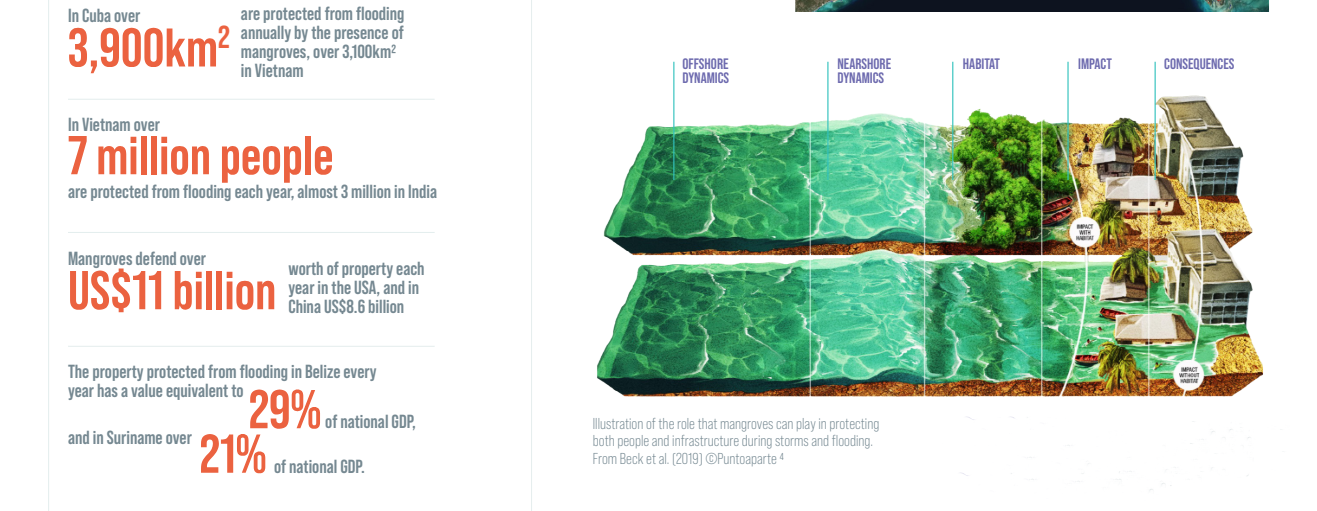 In Cuba over
3,900km²
are protected from flooding
annually by the presence of
mangroves, over 3,100km²
in Vietnam
In Vietnam over
7 million people
are protected from flooding each year, almost 3 million in India
Mangroves defend over
US$11 billion
worth of property each
year in the USA, and in
China US$8.6 billion
The property protected from flooding in Belize every
year has a value equivalent to
29% of national GDP,
and in Suriname over
21% of national GDP.
OFFSHORE
DYNAMICS
NEARSHORE
DYNAMICS
HABITAT
IMPACT
CONSEQUENCES
IMPACT
WITH
HABITAT
IMPACT
WITHOUT
HABITAT
Illustration of the role that mangroves can play in protecting
both people and infrastructure during storms and flooding.
From Beck et al. (2019) ©Puntoaparte ⁴